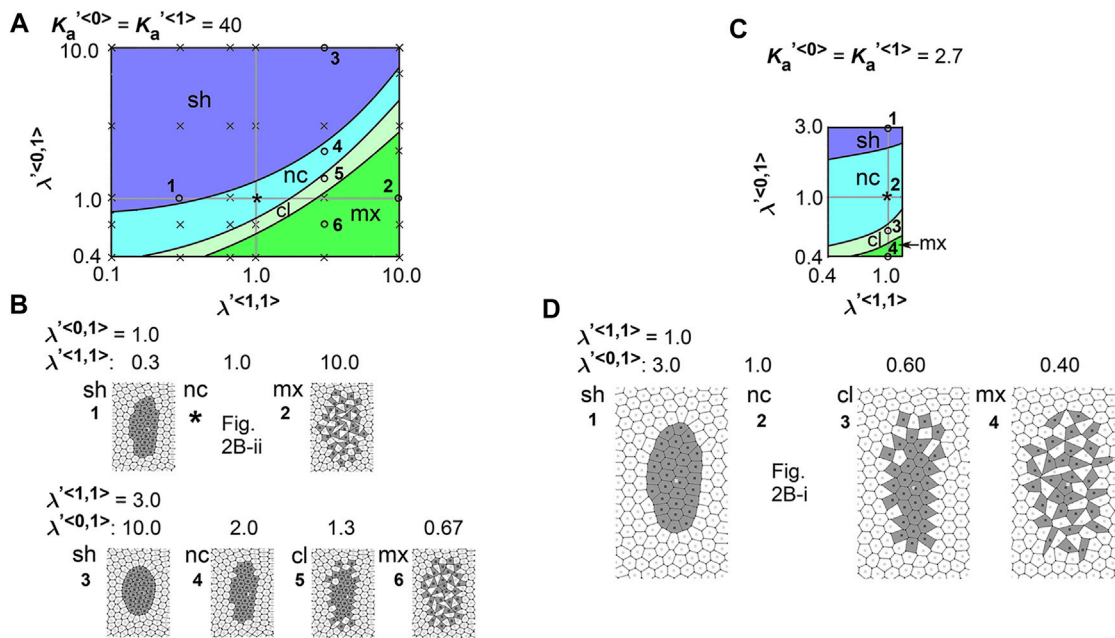 A
K_a'<0> = K_a'<1> = 40
10.0
1.0
0.4
λ'<0,1>
sh
nc
cl
mx
1
2
3
4
5
6
*
0.1 1.0 10.0
λ'<1,1>
B
λ'<0,1> = 1.0
λ'<1,1>: 0.3 1.0 10.0
sh nc mx
1 * 2
Fig.
2B-ii
λ'<1,1> = 3.0
λ'<0,1>: 10.0 2.0 1.3 0.67
sh nc cl mx
3 4 5 6
C
K_a'<0> = K_a'<1> = 2.7
3.0
1.0
0.4
λ'<0,1>
1
sh
nc 2
*
3
cl 4 mx
0.4 1.0
λ'<1,1>
D
λ'<1,1> = 1.0
λ'<0,1>: 3.0 1.0 0.60 0.40
sh nc cl mx
1 2 3 4
Fig.
2B-i